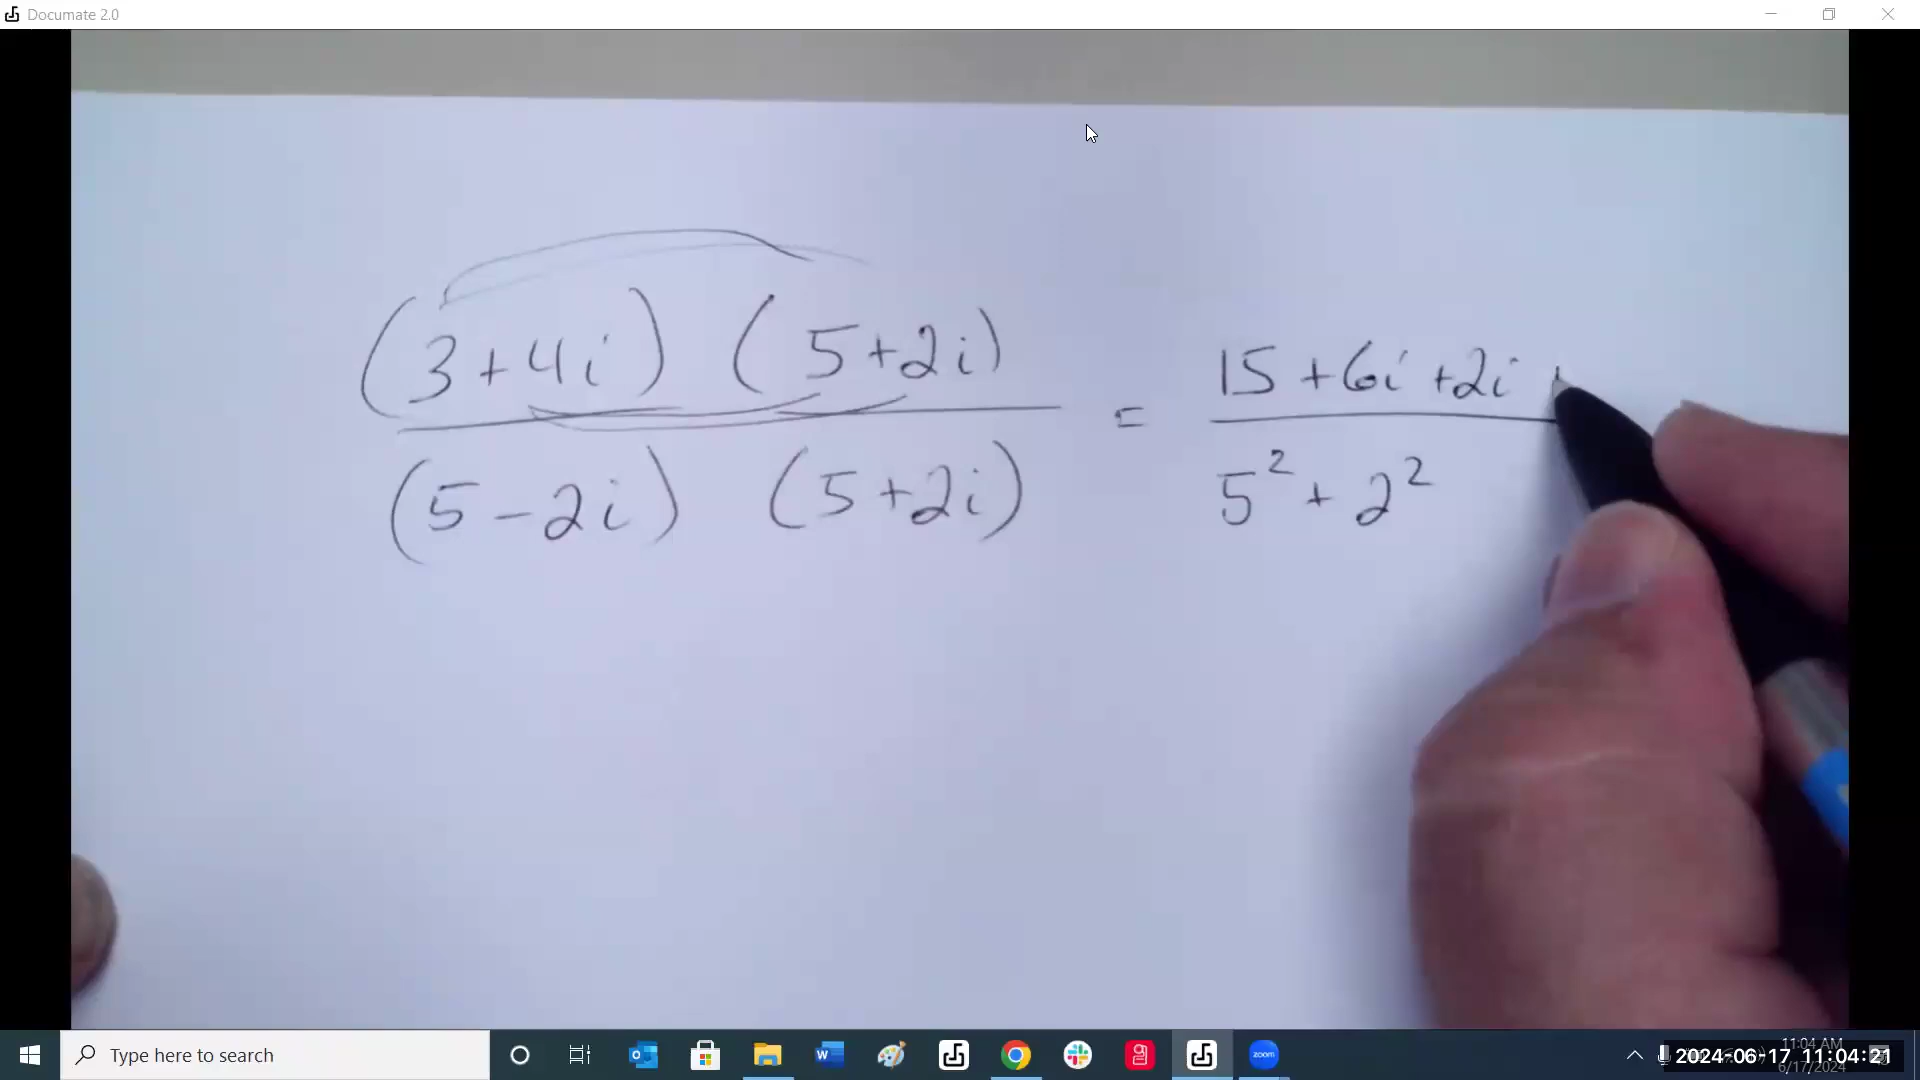 Documate 2.0
(3+4i) (5+2i)
(5-2i) (5+2i)
=
15 +6i +2i
5² + 2²
Type here to search
zoom
11:04 AM
2024-06-17 11:04:21
6/17/2024